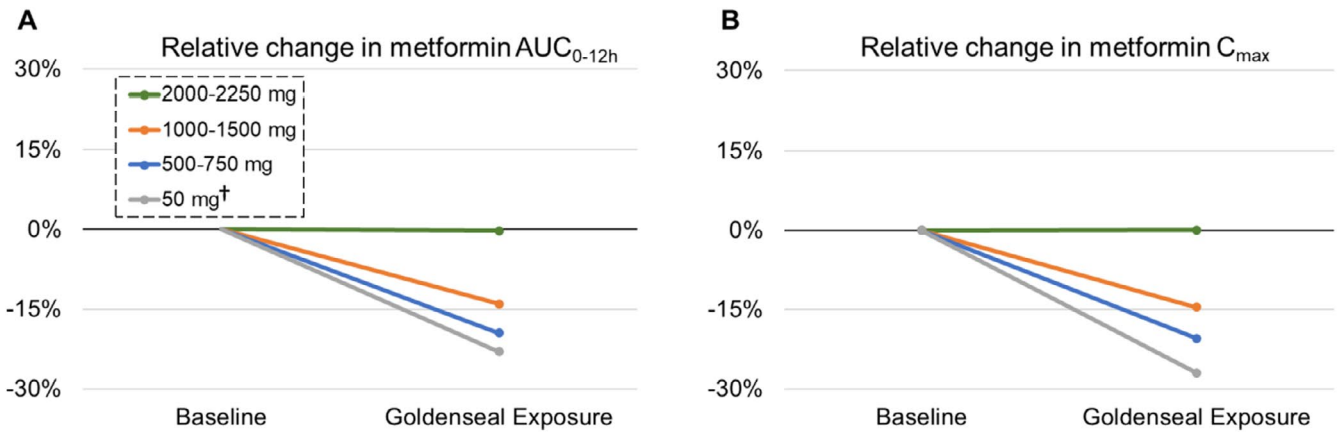 A
Relative change in metformin AUC0-12h
30%
2000-2250 mg
1000-1500 mg
15%
500-750 mg
50 mg†
0%
-15%
-30%
Baseline
Goldenseal Exposure
B
Relative change in metformin Cmax
30%
15%
0%
-15%
-30%
Baseline
Goldenseal Exposure